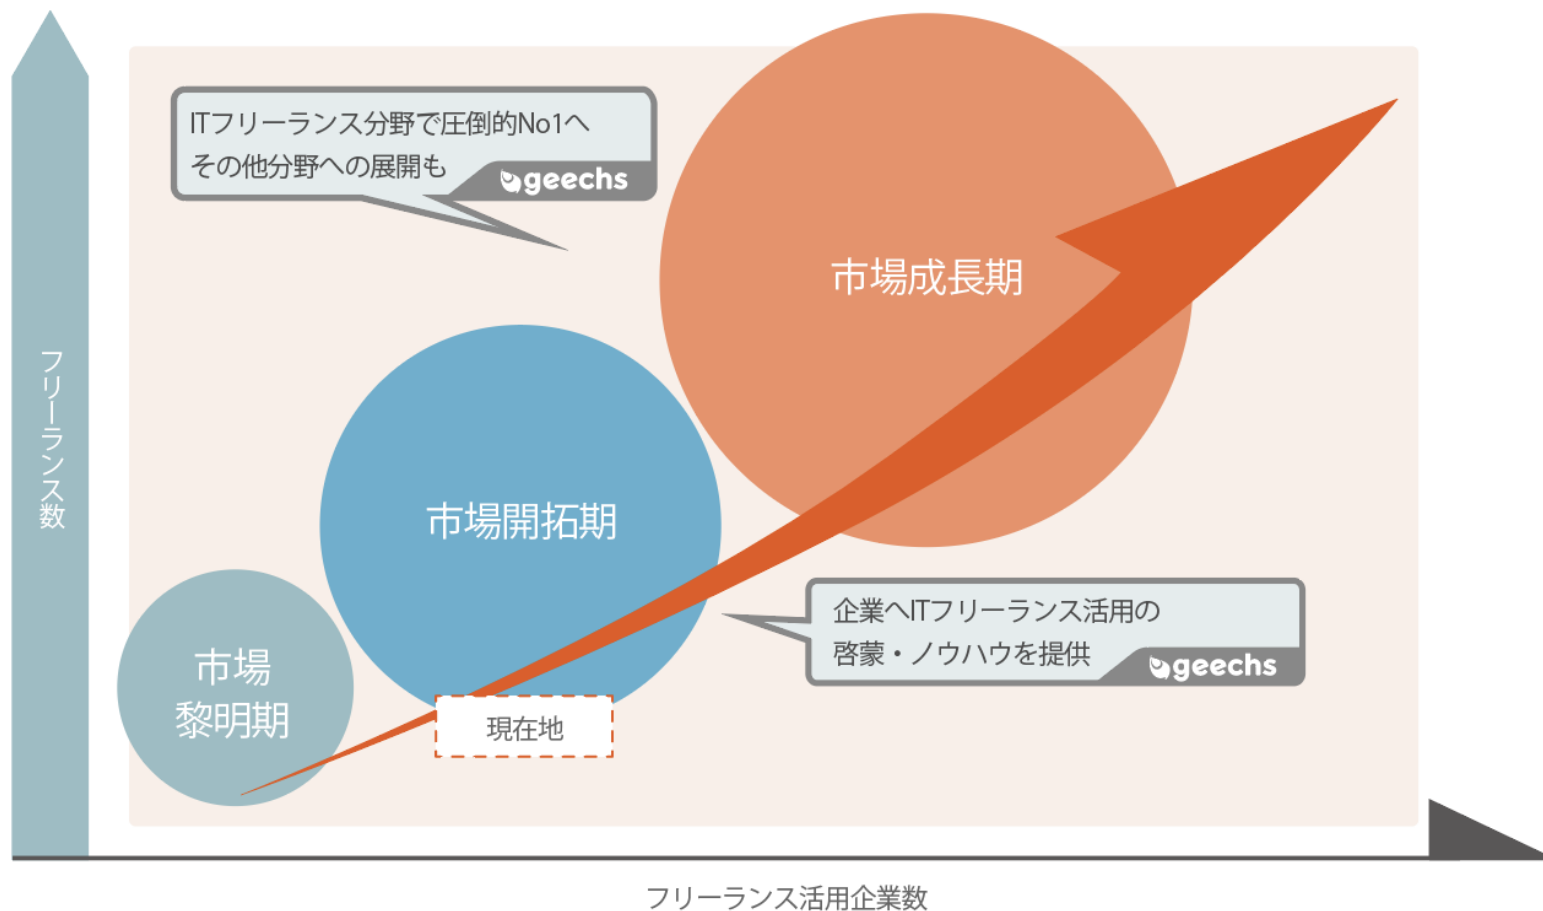 ITフリーランス分野で圧倒的No1へ
その他分野への展開も
geechs
市場成長期
フリーランス数
市場開拓期
企業へITフリーランス活用の
啓蒙・ノウハウを提供
geechs
市場
黎明期
現在地
フリーランス活用企業数